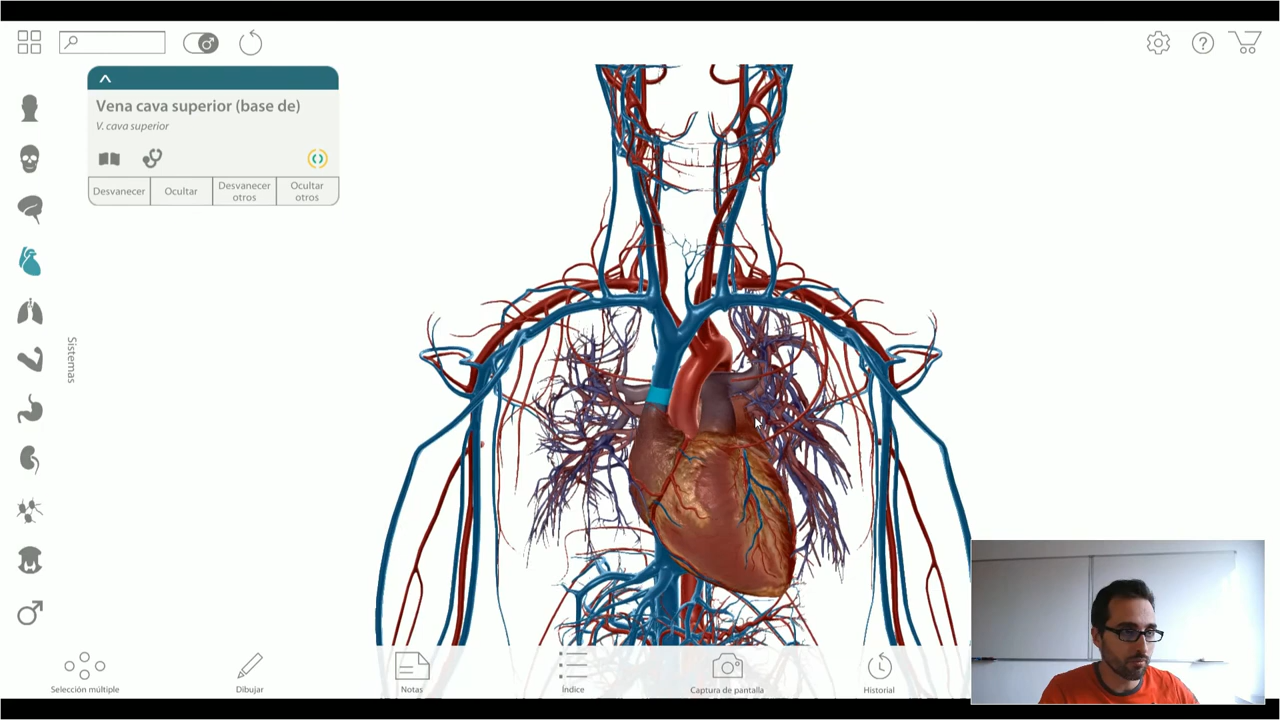 Vena cava superior (base de)
V. cava superior
Desvanecer
Ocultar
Desvanecer
otros
Ocultar
otros
Sistemas
Selección múltiple
Dibujar
Notas
Índice
Captura de pantalla
Historial